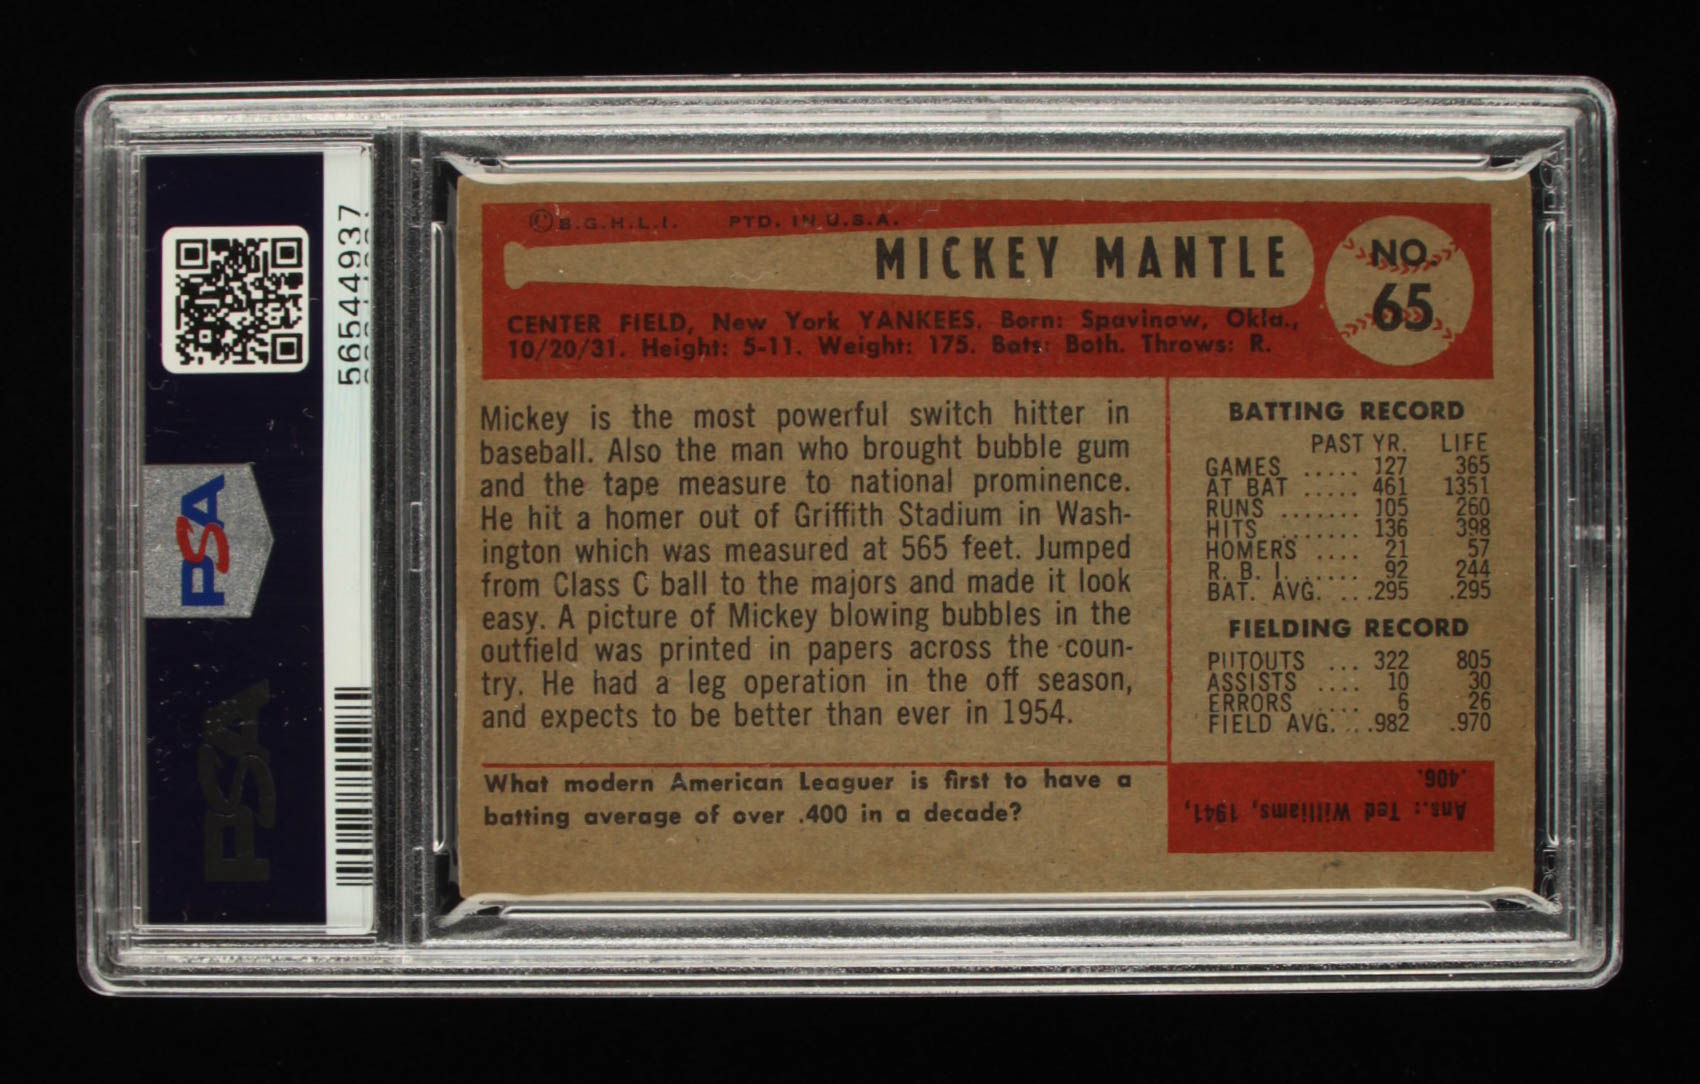 56544937
PSA
PSA
© B.G.H.L.I. PTD. IN U.S.A.
MICKEY MANTLE
NO.
65
CENTER FIELD, New York YANKEES. Born: Spavinaw, Okla.,
10/20/31. Height: 5-11. Weight: 175. Bats: Both. Throws: R.
Mickey is the most powerful switch hitter in
baseball. Also the man who brought bubble gum
and the tape measure to national prominence.
He hit a homer out of Griffith Stadium in Wash-
ington which was measured at 565 feet. Jumped
from Class C ball to the majors and made it look
easy. A picture of Mickey blowing bubbles in the
outfield was printed in papers across the coun-
try. He had a leg operation in the off season,
and expects to be better than ever in 1954.
BATTING RECORD
PAST YR. LIFE
GAMES ..... 127 365
AT BAT ..... 461 1351
RUNS ....... 105 260
HITS ....... 136 398
HOMERS .... 21 57
R. B. I. ..... 92 244
BAT. AVG. ...295 .295
FIELDING RECORD
PUTOUTS ... 322 805
ASSISTS .... 10 30
ERRORS .... 6 26
FIELD AVG. .. .982 .970
What modern American Leaguer is first to have a
batting average of over .400 in a decade?
Ans.: Ted Williams, 1941,
.406.